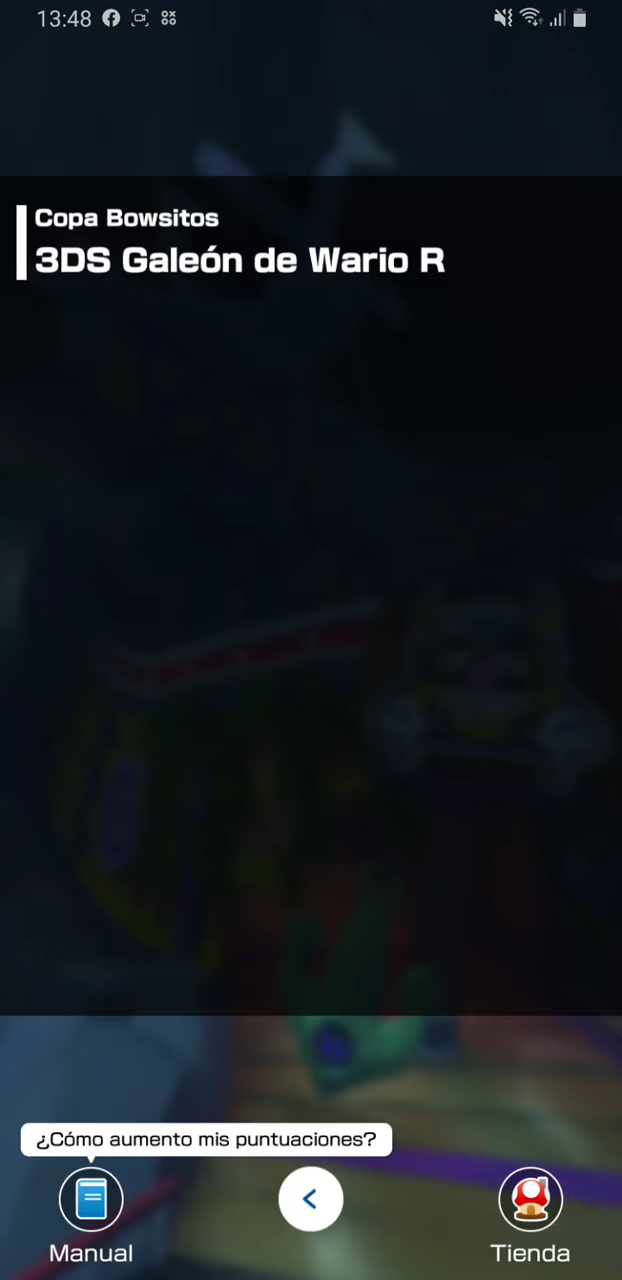 13:48
Copa Bowsitos
3DS Galeón de Wario R
¿Cómo aumento mis puntuaciones?
Manual
Tienda